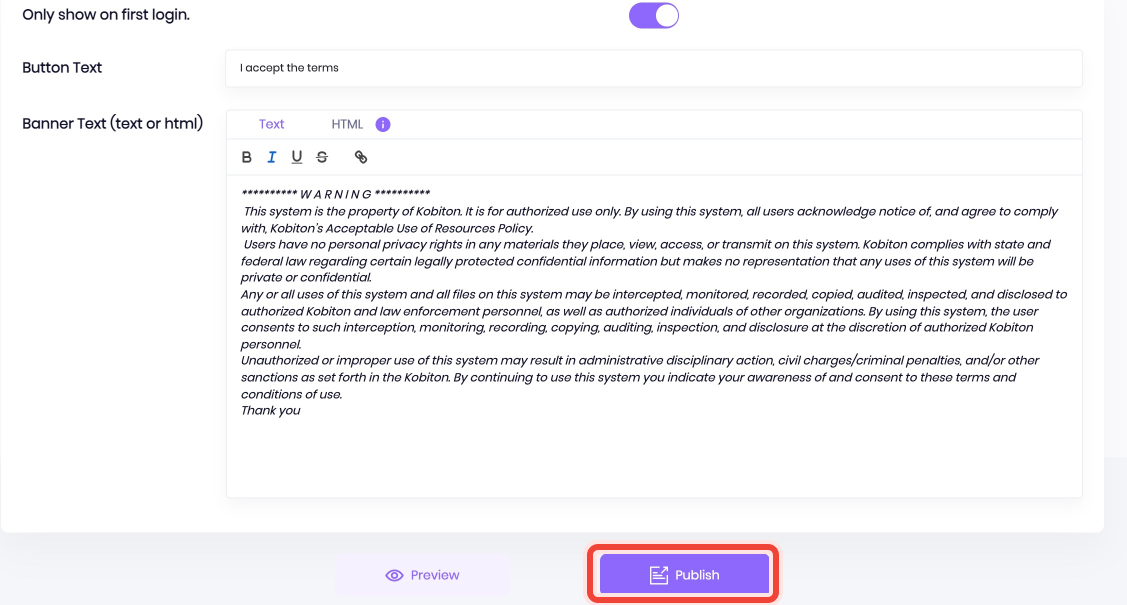 Only show on first login.
Button Text
I accept the terms
Banner Text (text or html)
Text HTML i
B I U S
********** W A R N I N G **********
This system is the property of Kobiton. It is for authorized use only. By using this system, all users acknowledge notice of, and agree to comply
with, Kobiton's Acceptable Use of Resources Policy.
Users have no personal privacy rights in any materials they place, view, access, or transmit on this system. Kobiton complies with state and
federal law regarding certain legally protected confidential information but makes no representation that any uses of this system will be
private or confidential.
Any or all uses of this system and all files on this system may be intercepted, monitored, recorded, copied, audited, inspected, and disclosed to
authorized Kobiton and law enforcement personnel, as well as authorized individuals of other organizations. By using this system, the user
consents to such interception, monitoring, recording, copying, auditing, inspection, and disclosure at the discretion of authorized Kobiton
personnel.
Unauthorized or improper use of this system may result in administrative disciplinary action, civil charges/criminal penalties, and/or other
sanctions as set forth in the Kobiton. By continuing to use this system you indicate your awareness of and consent to these terms and
conditions of use.
Thank you
Preview
Publish